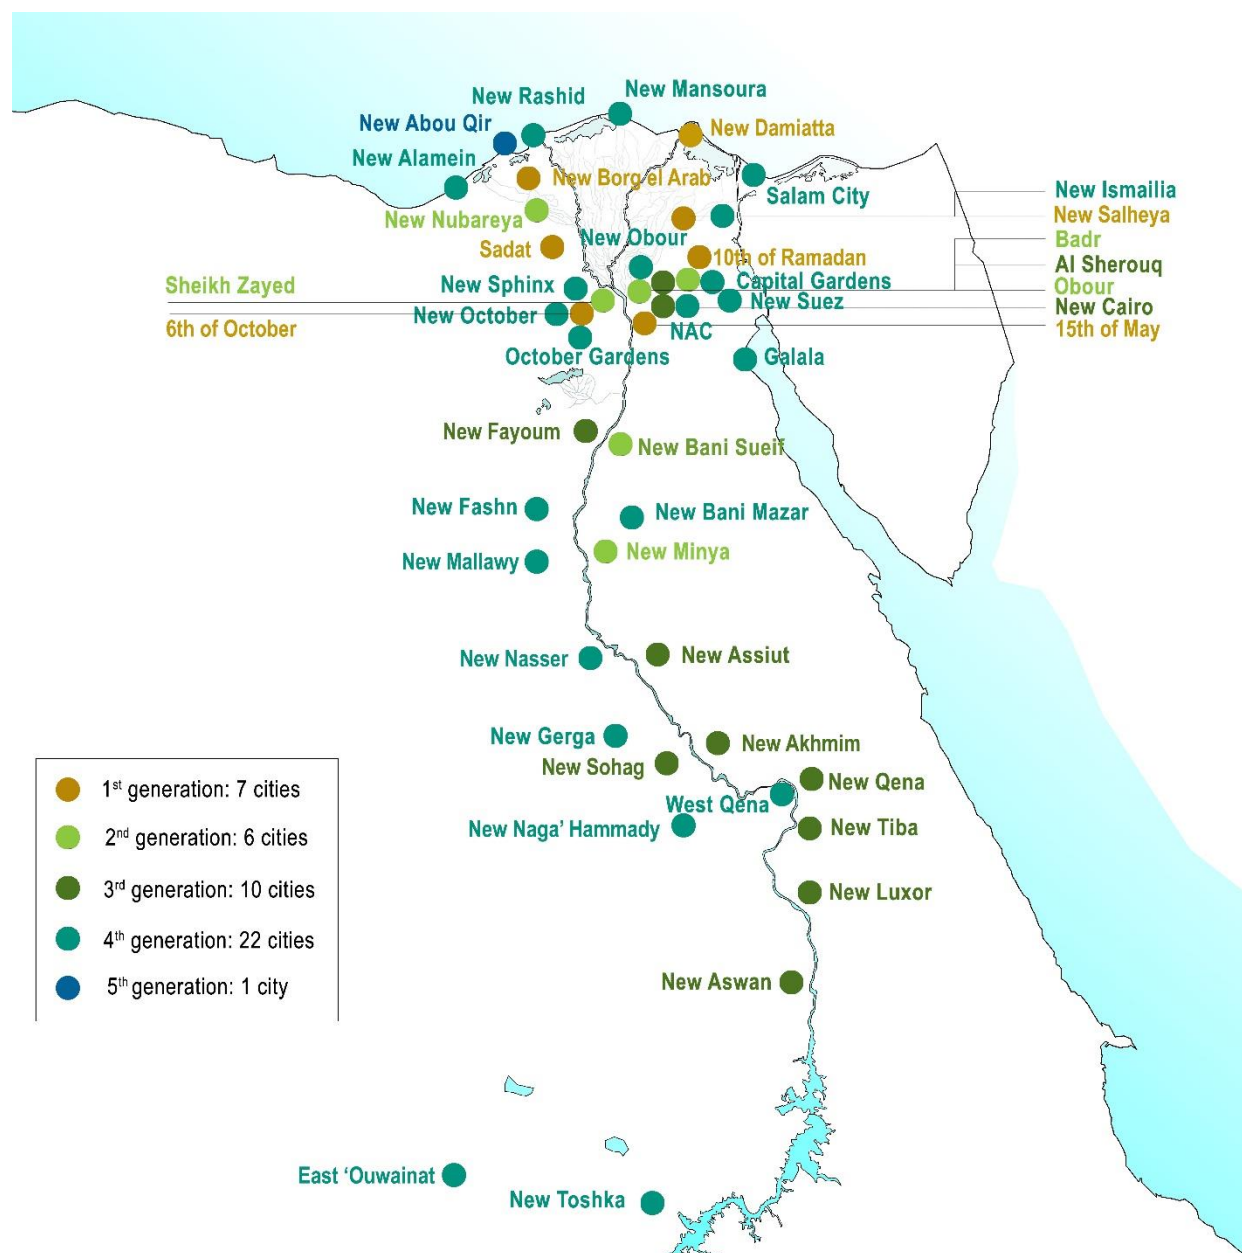 New Mansoura
New Rashid
New Abou Qir
New Damiatta
New Alamein
New Borg el Arab
Salam City
New Ismailia
New Nubareya
New Salheya
New Obour
Badr
Sadat
10th of Ramadan
Al Sherouq
Sheikh Zayed
New Sphinx
Capital Gardens
Obour
New Suez
New Cairo
New October
6th of October
NAC
15th of May
October Gardens
Galala
New Fayoum
New Bani Sueif
New Fashn
New Bani Mazar
New Minya
New Mallawy
New Nasser
New Assiut
New Gerga
New Akhmim
New Sohag
New Qena
West Qena
New Naga’ Hammady
New Tiba
New Luxor
New Aswan
1st generation: 7 cities
2nd generation: 6 cities
3rd generation: 10 cities
4th generation: 22 cities
5th generation: 1 city
East ‘Ouwainat
New Toshka